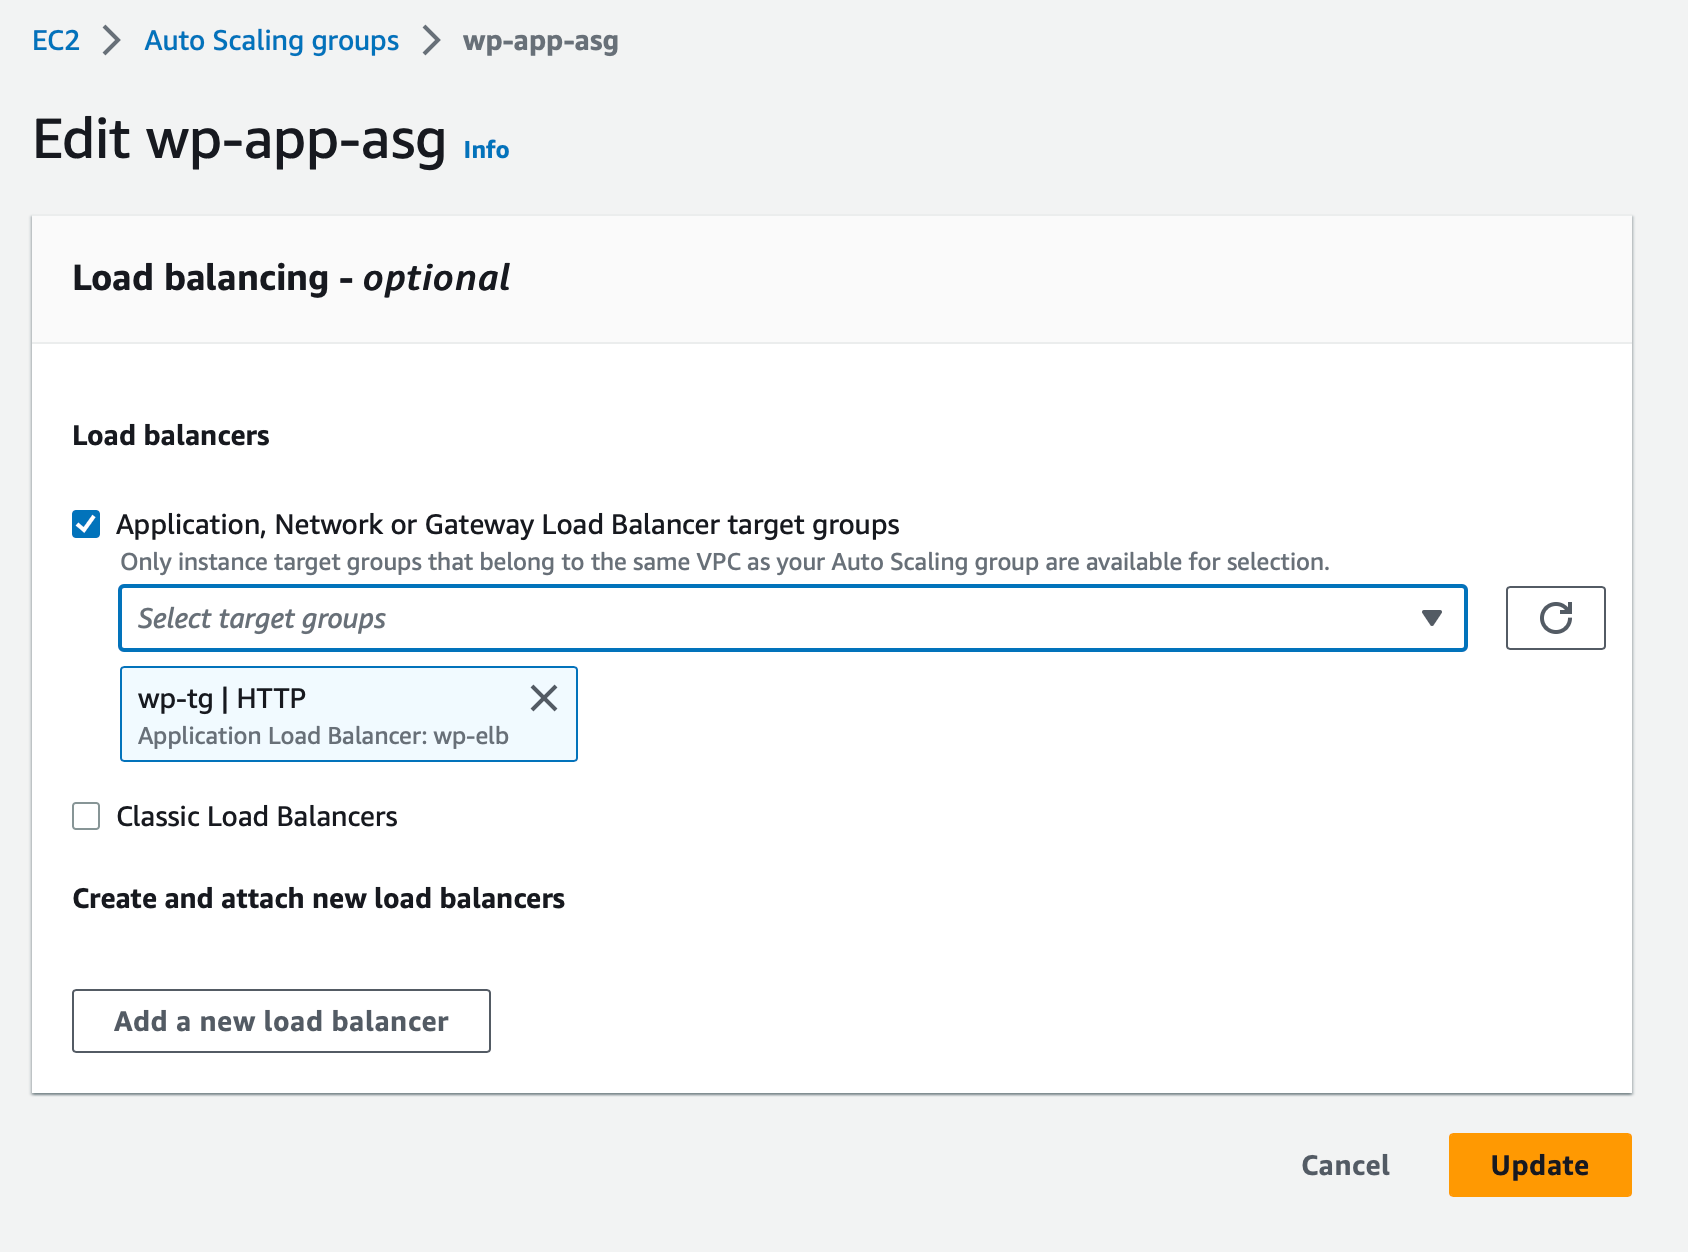 EC2 > Auto Scaling groups > wp-app-asg
Edit wp-app-asg Info
Load balancing - optional
Load balancers
Application, Network or Gateway Load Balancer target groups
Only instance target groups that belong to the same VPC as your Auto Scaling group are available for selection.
Select target groups
wp-tg | HTTP
Application Load Balancer: wp-elb
Classic Load Balancers
Create and attach new load balancers
Add a new load balancer
Cancel Update